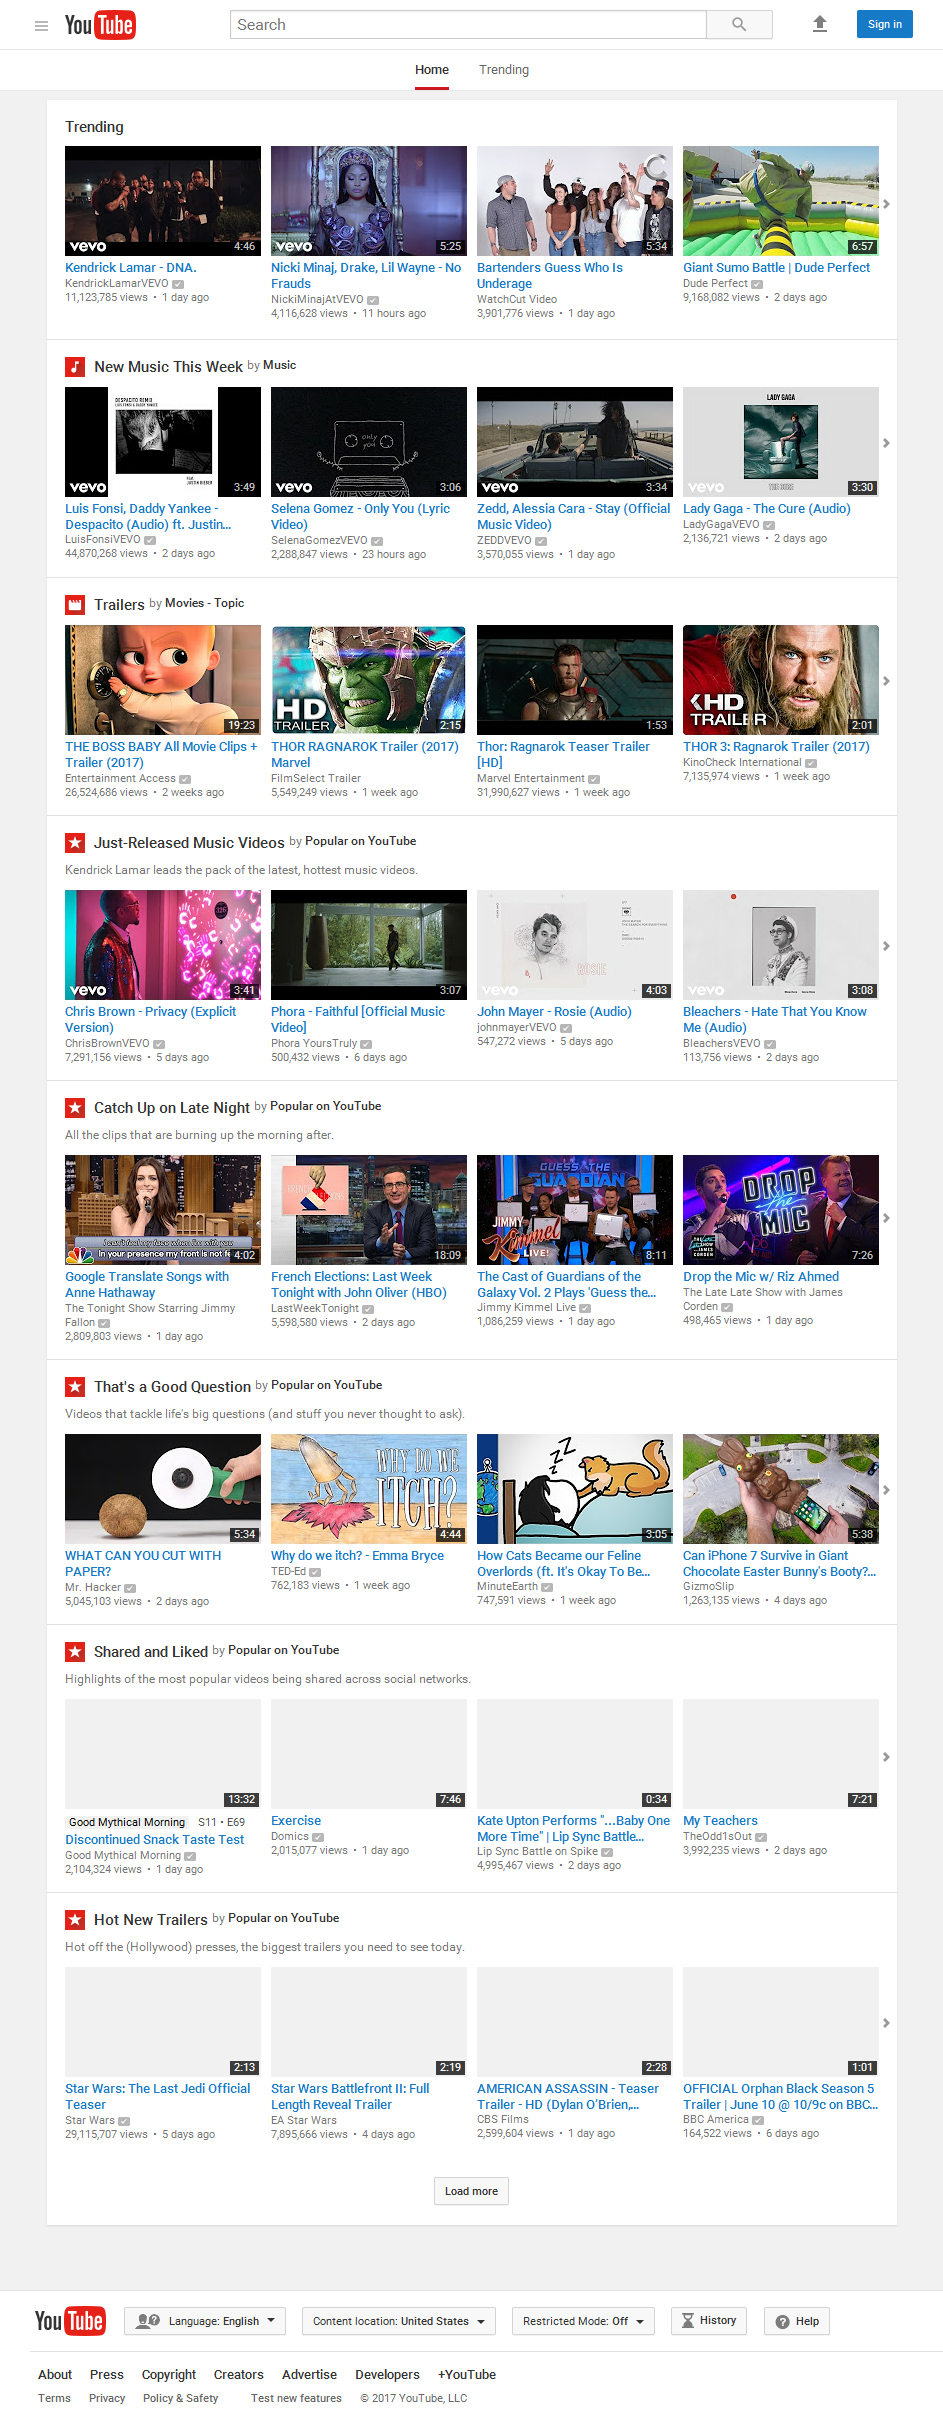 YouTube
Search
Sign in
Home Trending
Trending
vevo 4:46
vevo 5:25
5:34
6:57
Kendrick Lamar - DNA.
KendrickLamarVEVO
11,123,785 views • 1 day ago
Nicki Minaj, Drake, Lil Wayne - No
Frauds
NickiMinajAtVEVO
4,116,628 views • 11 hours ago
Bartenders Guess Who Is
Underage
WatchCut Video
3,901,776 views • 1 day ago
Giant Sumo Battle | Dude Perfect
Dude Perfect
9,168,082 views • 2 days ago
New Music This Week by Music
DESPACITO REMIX
LUIS FONSI & DADDY YANKEE
FEAT.
JUSTIN BIEBER
vevo 3:49
only
you
vevo 3:06
vevo 3:34
LADY GAGA
THE CURE
vevo 3:30
Luis Fonsi, Daddy Yankee -
Despacito (Audio) ft. Justin...
LuisFonsiVEVO
44,870,268 views • 2 days ago
Selena Gomez - Only You (Lyric
Video)
SelenaGomezVEVO
2,288,847 views • 23 hours ago
Zedd, Alessia Cara - Stay (Official
Music Video)
ZEDDVEVO
3,570,055 views • 1 day ago
Lady Gaga - The Cure (Audio)
LadyGagaVEVO
2,136,721 views • 2 days ago
Trailers by Movies - Topic
19:23
HD
TRAILER 2:15
1:53
KHD
TRAILER 2:01
THE BOSS BABY All Movie Clips +
Trailer (2017)
Entertainment Access
26,524,686 views • 2 weeks ago
THOR RAGNAROK Trailer (2017)
Marvel
FilmSelect Trailer
5,549,249 views • 1 week ago
Thor: Ragnarok Teaser Trailer
[HD]
Marvel Entertainment
31,990,627 views • 1 week ago
THOR 3: Ragnarok Trailer (2017)
KinoCheck International
7,135,974 views • 1 week ago
Just-Released Music Videos by Popular on YouTube
Kendrick Lamar leads the pack of the latest, hottest music videos.
vevo 3:41
3:07
ROSIE
vevo 4:03
vevo 3:08
Chris Brown - Privacy (Explicit
Version)
ChrisBrownVEVO
7,291,156 views • 5 days ago
Phora - Faithful [Official Music
Video]
Phora YoursTruly
500,432 views • 6 days ago
John Mayer - Rosie (Audio)
johnmayerVEVO
547,272 views • 5 days ago
Bleachers - Hate That You Know
Me (Audio)
BleachersVEVO
113,756 views • 2 days ago
Catch Up on Late Night by Popular on YouTube
All the clips that are burning up the morning after.
I can't feel my face when I'm with you
In your presence my front is not fe
4:02
18:09
GUESS THE
GUARDIAN
JIMMY
Kimmel
LIVE! 8:11
DROP
the
MIC
THE LATE LATE
SHOW
JAMES
CORDEN
7:26
Google Translate Songs with
Anne Hathaway
The Tonight Show Starring Jimmy
Fallon
2,809,803 views • 1 day ago
French Elections: Last Week
Tonight with John Oliver (HBO)
LastWeekTonight
5,598,580 views • 2 days ago
The Cast of Guardians of the
Galaxy Vol. 2 Plays 'Guess the...
Jimmy Kimmel Live
1,086,259 views • 1 day ago
Drop the Mic w/ Riz Ahmed
The Late Late Show with James
Corden
498,465 views • 1 day ago
That's a Good Question by Popular on YouTube
Videos that tackle life's big questions (and stuff you never thought to ask).
5:34
WHY DO WE
ITCH?
4:44
ZZZ
3:05
5:38
WHAT CAN YOU CUT WITH
PAPER?
Mr. Hacker
5,045,103 views • 2 days ago
Why do we itch? - Emma Bryce
TED-Ed
762,183 views • 1 week ago
How Cats Became our Feline
Overlords (ft. It's Okay To Be...
MinuteEarth
747,591 views • 1 week ago
Can iPhone 7 Survive in Giant
Chocolate Easter Bunny's Booty?...
GizmoSlip
1,263,135 views • 4 days ago
Shared and Liked by Popular on YouTube
Highlights of the most popular videos being shared across social networks.
13:32
7:46
0:34
7:21
Good Mythical Morning S11 • E69
Discontinued Snack Taste Test
Good Mythical Morning
2,104,324 views • 1 day ago
Exercise
Domics
2,015,077 views • 1 day ago
Kate Upton Performs "...Baby One
More Time" | Lip Sync Battle...
Lip Sync Battle on Spike
4,995,467 views • 2 days ago
My Teachers
TheOdd1sOut
3,992,235 views • 2 days ago
Hot New Trailers by Popular on YouTube
Hot off the (Hollywood) presses, the biggest trailers you need to see today.
2:13
2:19
2:28
1:01
Star Wars: The Last Jedi Official
Teaser
Star Wars
29,115,707 views • 5 days ago
Star Wars Battlefront II: Full
Length Reveal Trailer
EA Star Wars
7,895,666 views • 4 days ago
AMERICAN ASSASSIN - Teaser
Trailer - HD (Dylan O'Brien,...
CBS Films
2,599,604 views • 1 day ago
OFFICIAL Orphan Black Season 5
Trailer | June 10 @ 10/9c on BBC...
BBC America
164,522 views • 6 days ago
Load more
YouTube Language: English Content location: United States Restricted Mode: Off History Help
About Press Copyright Creators Advertise Developers +YouTube
Terms Privacy Policy & Safety Test new features © 2017 YouTube, LLC